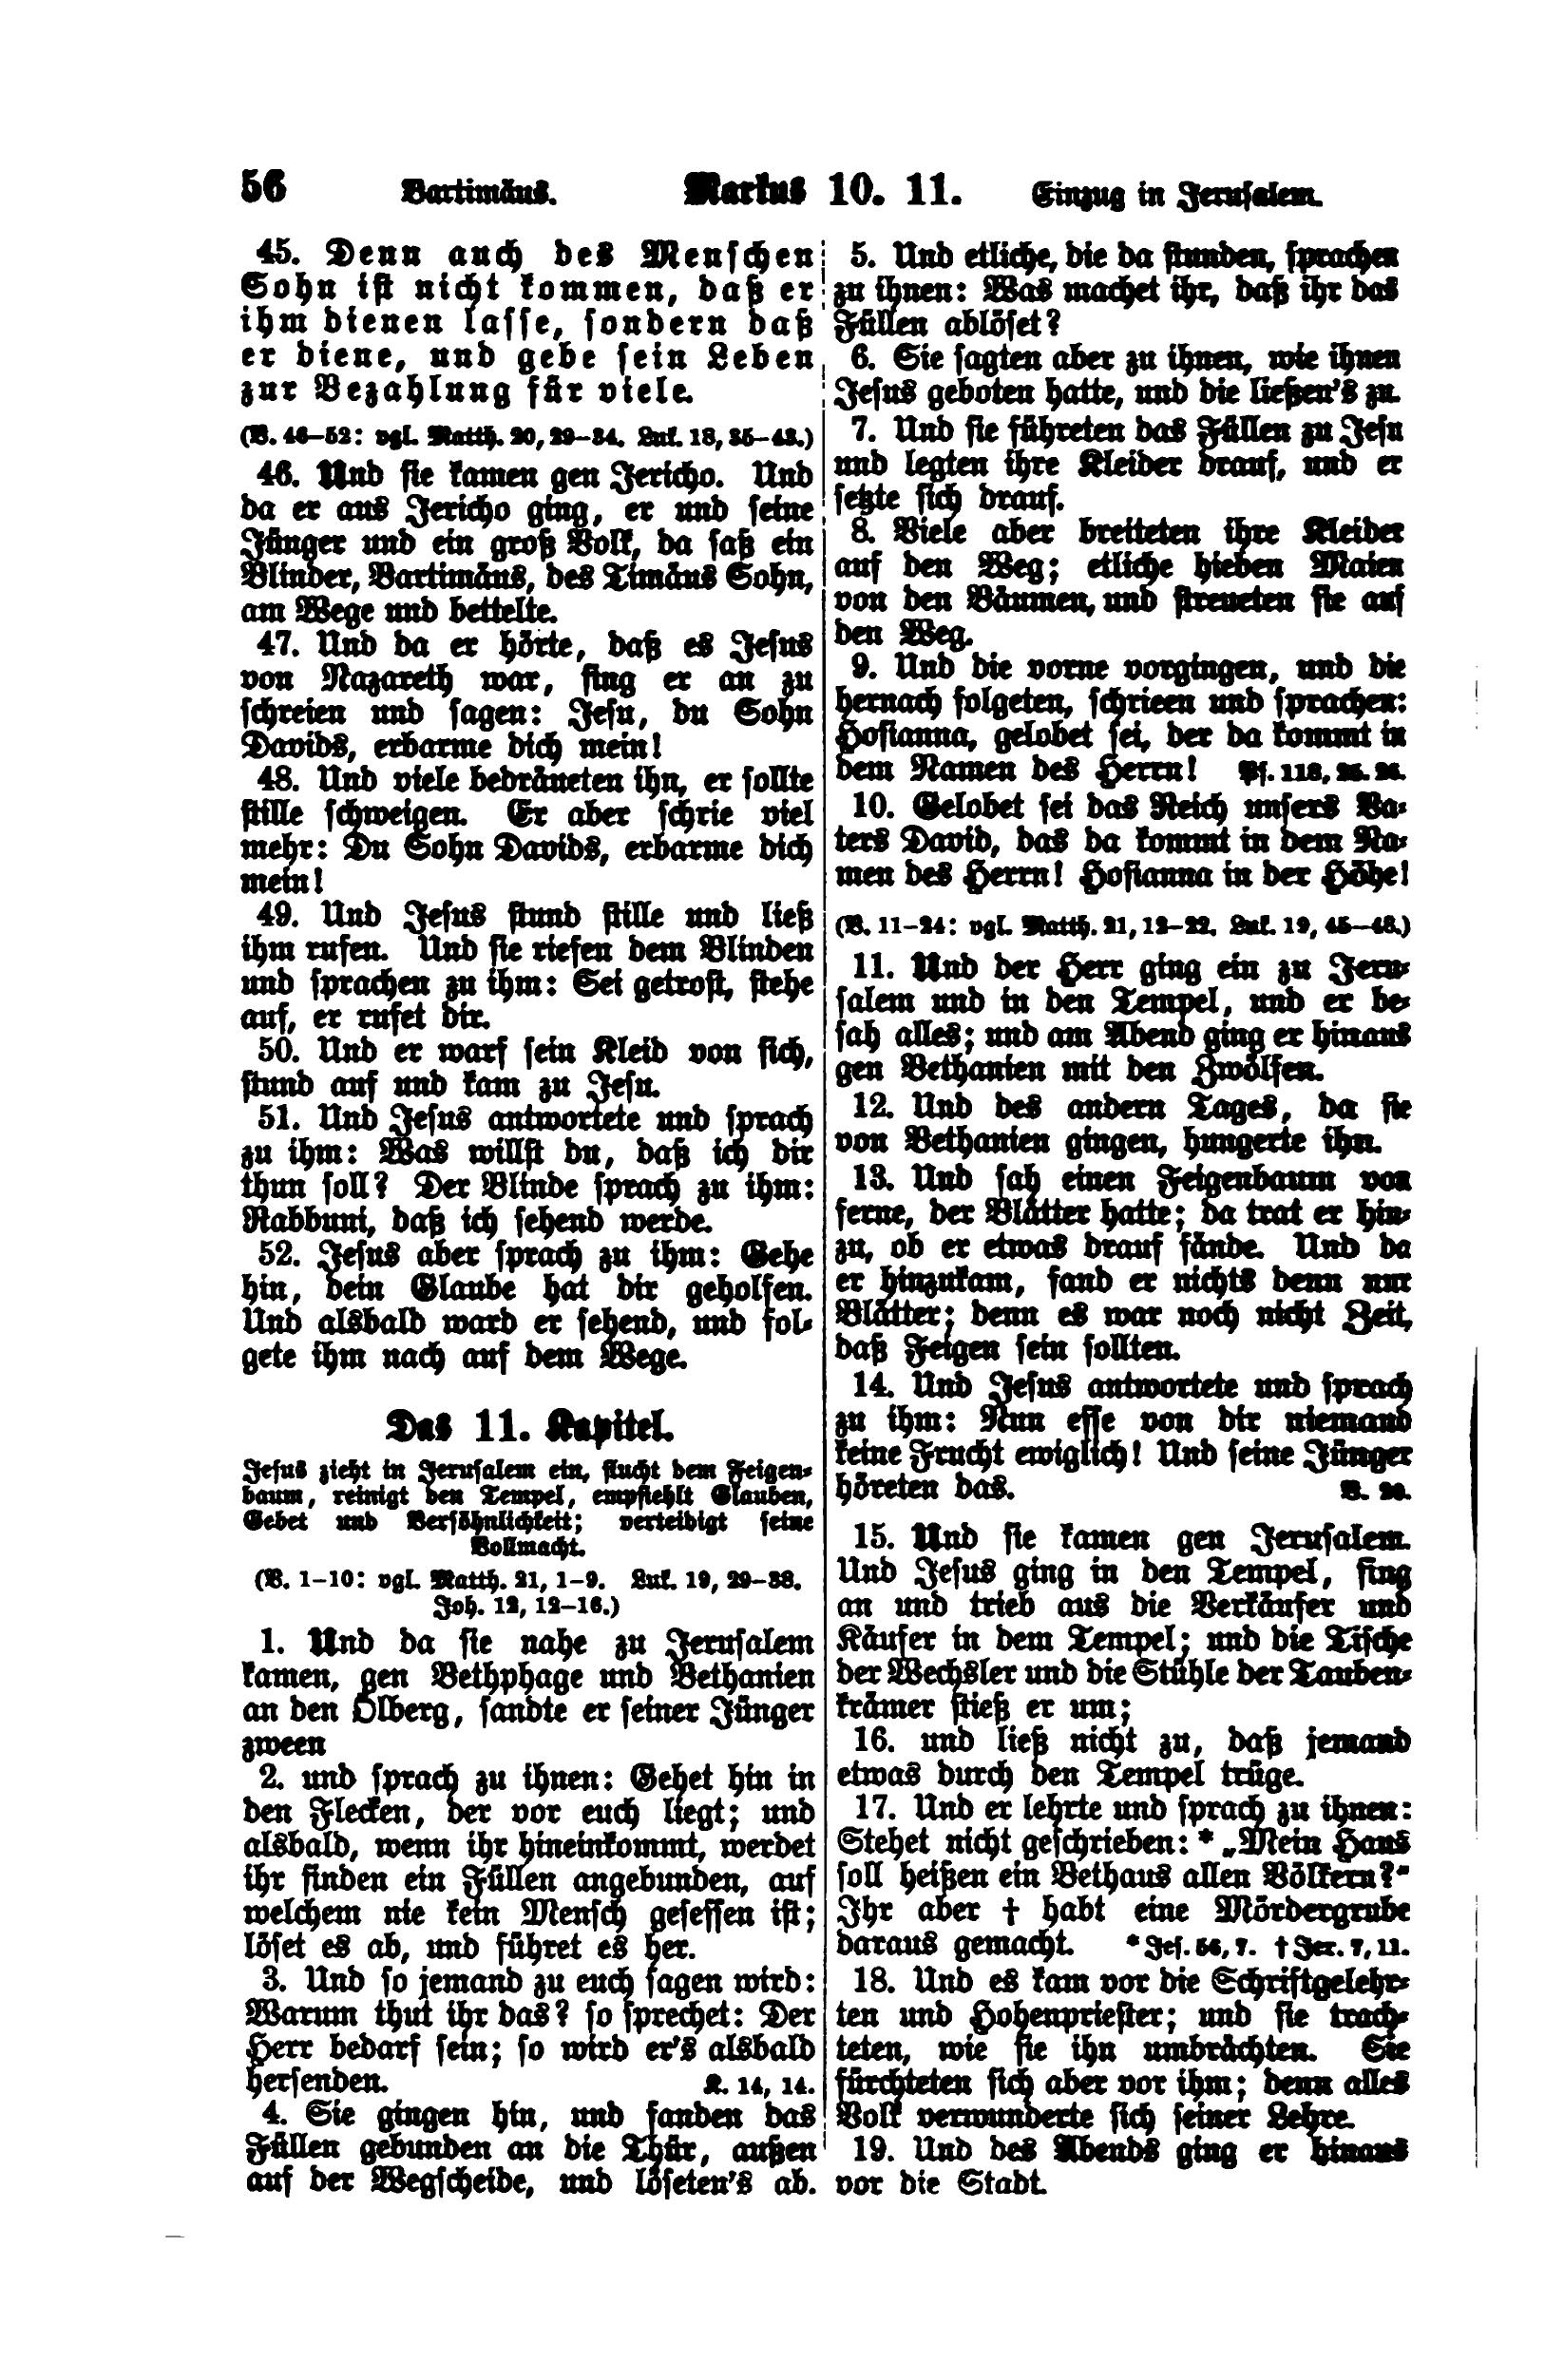 56 Bartimäus. Markus 10. 11. Einzug in Jerusalem.
45. Denn auch des Menschen
Sohn ist nicht kommen, daß er
ihm dienen lasse, sondern daß
er diene, und gebe sein Leben
zur Bezahlung für viele.
(V. 46–52: vgl. Matth. 20, 29–34. Luk. 18, 35–43.)
46. Und sie kamen gen Jericho. Und
da er aus Jericho ging, er und seine
Jünger und ein groß Volk, da saß ein
Blinder, Bartimäus, des Timäus Sohn,
am Wege und bettelte.
47. Und da er hörte, daß es Jesus
von Nazareth war, fing er an zu
schreien und sagen: Jesu, du Sohn
Davids, erbarme dich mein!
48. Und viele bedräueten ihn, er sollte
stille schweigen. Er aber schrie viel
mehr: Du Sohn Davids, erbarme dich
mein!
49. Und Jesus stund stille und ließ
ihm rufen. Und sie riefen dem Blinden
und sprachen zu ihm: Sei getrost, stehe
auf, er rufet dir.
50. Und er warf sein Kleid von sich,
stund auf und kam zu Jesu.
51. Und Jesus antwortete und sprach
zu ihm: Was willst du, daß ich dir
thun soll? Der Blinde sprach zu ihm:
Rabbuni, daß ich sehend werde.
52. Jesus aber sprach zu ihm: Gehe
hin, dein Glaube hat dir geholfen.
Und alsbald ward er sehend, und fol-
gete ihm nach auf dem Wege.
Das 11. Kapitel.
Jesus zieht in Jerusalem ein, flucht dem Feigen-
baum, reinigt den Tempel, empfiehlt Glauben,
Gebet und Versöhnlichkeit; verteidigt seine
Vollmacht.
(V. 1–10: vgl. Matth. 21, 1–9. Luk. 19, 29–38.
Joh. 12, 12–16.)
1. Und da sie nahe zu Jerusalem
kamen, gen Bethphage und Bethanien
an den Ölberg, sandte er seiner Jünger
zween
2. und sprach zu ihnen: Gehet hin in
den Flecken, der vor euch liegt; und
alsbald, wenn ihr hineinkommt, werdet
ihr finden ein Füllen angebunden, auf
welchem nie kein Mensch gesessen ist;
löset es ab, und führet es her.
3. Und so jemand zu euch sagen wird:
Warum thut ihr das? so sprechet: Der
Herr bedarf sein; so wird er's alsbald
hersenden. K. 14, 14.
4. Sie gingen hin, und fanden das
Füllen gebunden an die Thür, außen
auf der Wegscheide, und löseten's ab.
5. Und etliche, die da stunden, sprachen
zu ihnen: Was machet ihr, daß ihr das
Füllen ablöset?
6. Sie sagten aber zu ihnen, wie ihnen
Jesus geboten hatte, und die ließen's zu.
7. Und sie führeten das Füllen zu Jesu
und legten ihre Kleider drauf, und er
setzte sich drauf.
8. Viele aber breiteten ihre Kleider
auf den Weg; etliche hieben Maien
von den Bäumen, und streueten sie auf
den Weg.
9. Und die vorne vorgingen, und die
hernach folgeten, schrieen und sprachen:
Hosianna, gelobet sei, der da kommt in
dem Namen des Herrn! Ps. 118, 25. 26.
10. Gelobet sei das Reich unsers Va-
ters David, das da kommt in dem Na-
men des Herrn! Hosianna in der Höhe!
(V. 11–24: vgl. Matth. 21, 12–22. Luk. 19, 45–48.)
11. Und der Herr ging ein zu Jeru-
salem und in den Tempel, und er be-
sah alles; und am Abend ging er hinaus
gen Bethanien mit den Zwölfen.
12. Und des andern Tages, da sie
von Bethanien gingen, hungerte ihn.
13. Und sah einen Feigenbaum von
ferne, der Blätter hatte; da trat er hin-
zu, ob er etwas drauf fände. Und da
er hinzukam, fand er nichts denn nur
Blätter; denn es war noch nicht Zeit,
daß Feigen sein sollten.
14. Und Jesus antwortete und sprach
zu ihm: Nun esse von dir niemand
keine Frucht ewiglich! Und seine Jünger
höreten das. V. 20.
15. Und sie kamen gen Jerusalem.
Und Jesus ging in den Tempel, fing
an und trieb aus die Verkäufer und
Käufer in dem Tempel; und die Tische
der Wechsler und die Stühle der Tauben-
krämer stieß er um;
16. und ließ nicht zu, daß jemand
etwas durch den Tempel trüge.
17. Und er lehrte und sprach zu ihnen:
Stehet nicht geschrieben: * „Mein Haus
soll heißen ein Bethaus allen Völkern?“
Ihr aber † habt eine Mördergrube
daraus gemacht. * Jes. 56, 7. † Jer. 7, 11.
18. Und es kam vor die Schriftgelehr-
ten und Hohenpriester; und sie trach-
teten, wie sie ihn umbrächten. Sie
fürchteten sich aber vor ihm; denn alles
Volk verwunderte sich seiner Lehre.
19. Und des Abends ging er hinaus
vor die Stadt.